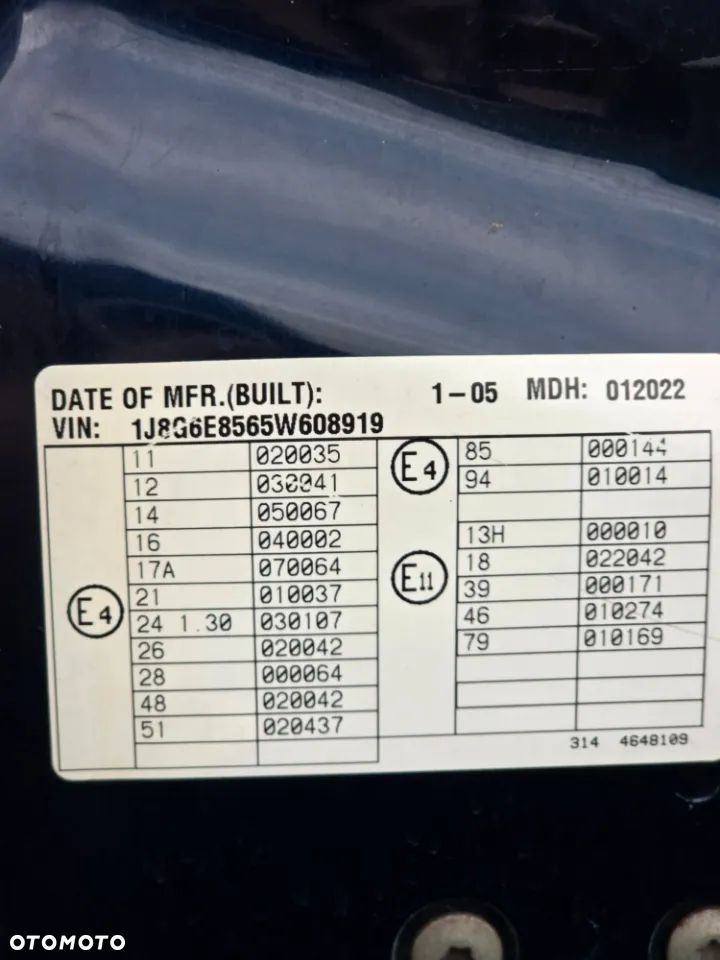 DATE OF MFR.(BUILT): 1-05 MDH: 012022
VIN: 1J8G6E8565W608919
E4
11 020035
12
14 050067
16 040002
17A 070064
21 010037
24 1.30 030107
26 020042
28 000064
48 020042
51 020437
E4
85 000144
94 010014
E11
13H 000010
18 022042
39 000171
46 010274
79 010169
314 4648109
OTOMOTO